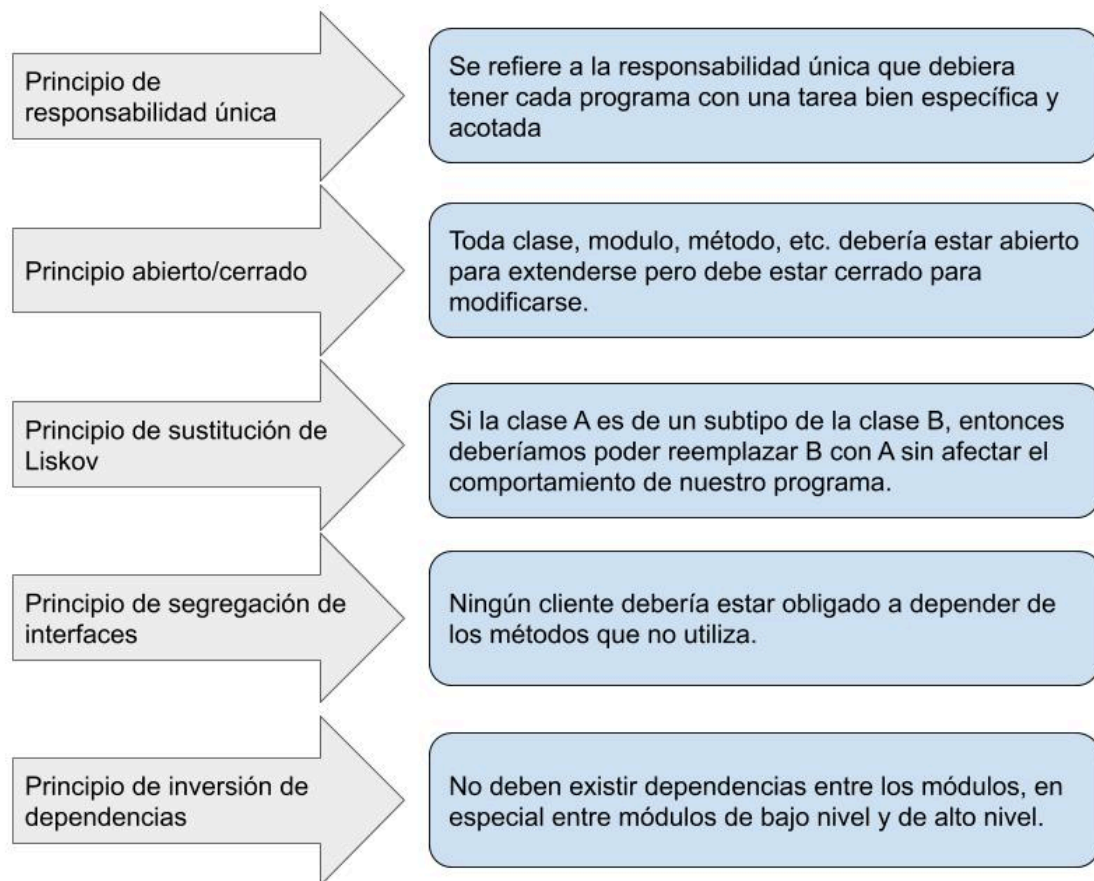 Principio de
responsabilidad única
Se refiere a la responsabilidad única que debiera
tener cada programa con una tarea bien específica y
acotada
Principio abierto/cerrado
Toda clase, modulo, método, etc. debería estar abierto
para extenderse pero debe estar cerrado para
modificarse.
Principio de sustitución de
Liskov
Si la clase A es de un subtipo de la clase B, entonces
deberíamos poder reemplazar B con A sin afectar el
comportamiento de nuestro programa.
Principio de segregación de
interfaces
Ningún cliente debería estar obligado a depender de
los métodos que no utiliza.
Principio de inversión de
dependencias
No deben existir dependencias entre los módulos, en
especial entre módulos de bajo nivel y de alto nivel.